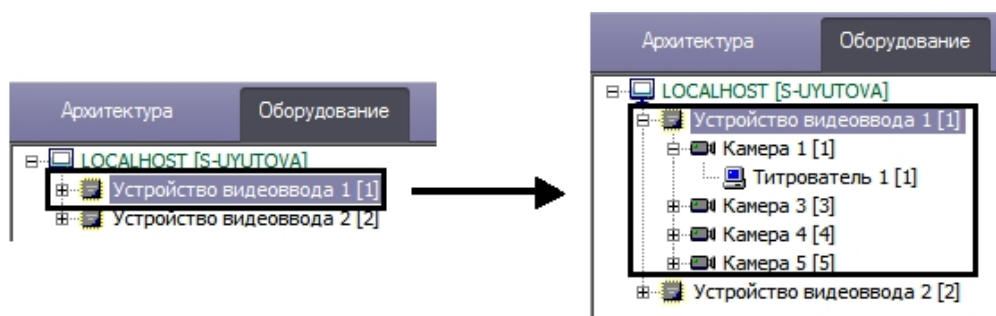 Архитектура Оборудование
LOCALHOST [S-UYUTOVA]
Устройство видеоввода 1 [1]
Устройство видеоввода 2 [2]
Архитектура Оборудование
LOCALHOST [S-UYUTOVA]
Устройство видеоввода 1 [1]
Камера 1 [1]
Титрователь 1 [1]
Камера 3 [3]
Камера 4 [4]
Камера 5 [5]
Устройство видеоввода 2 [2]